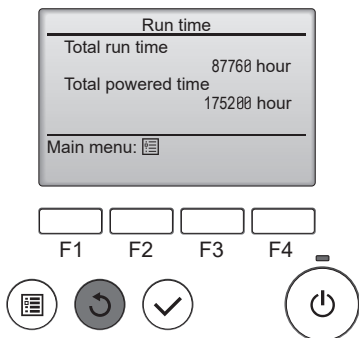 Run time
Total run time
87760 hour
Total powered time
175200 hour
Main menu:
F1 F2 F3 F4